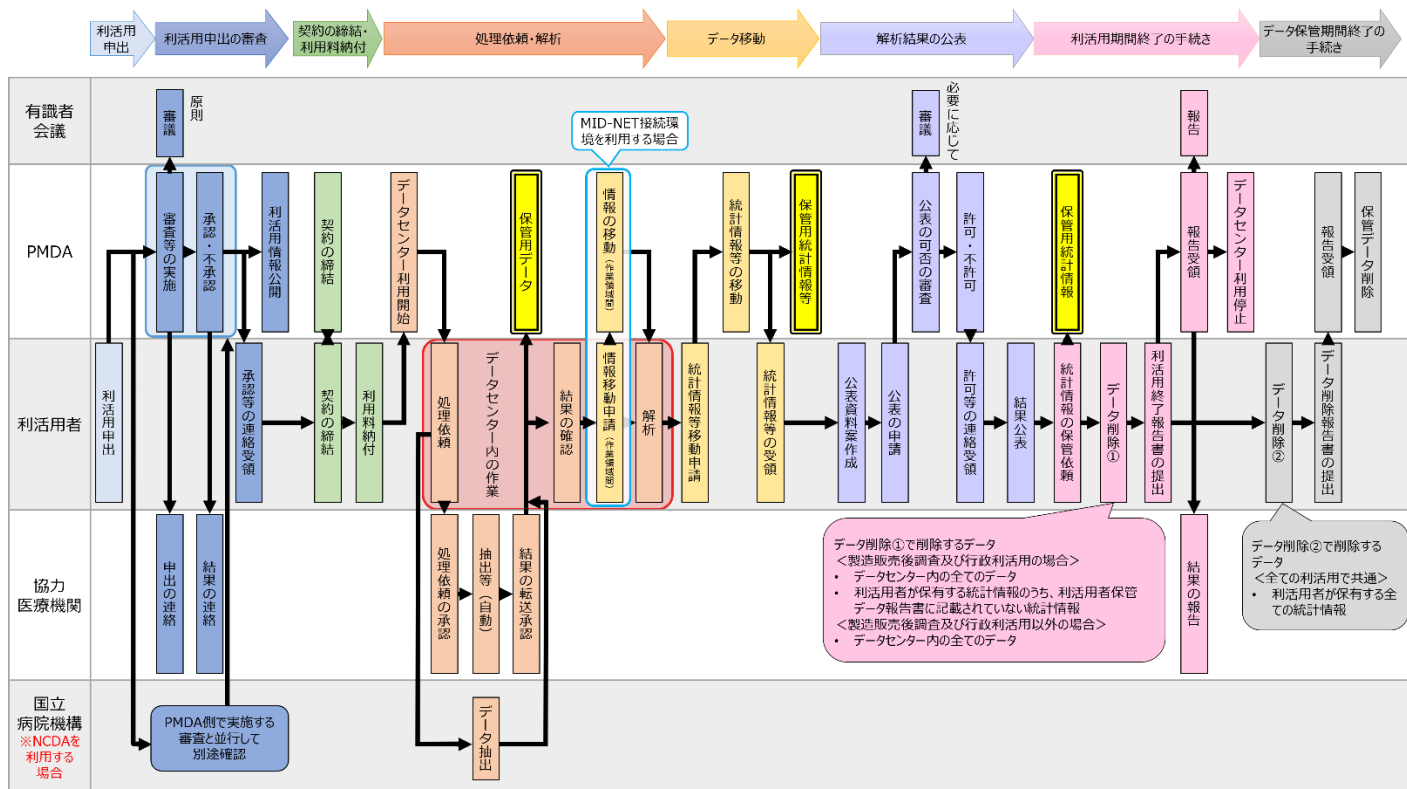 利活用
申出
利活用申出の審査
契約の締結・
利用料納付
処理依頼・解析
データ移動
解析結果の公表
利活用期間終了の手続き
データ保管期間終了の
手続き
有識者
会議
審議
原則
MID-NET接続環
境を利用する場合
審議
必要に応じて
報告
PMDA
審査等の実施
承認・不承認
利活用情報公開
契約の締結
データセンター利用開始
保管用データ
情報の移動(作業領域間)
統計情報等の移動
保管用統計情報等
公表の可否の審査
許可・不許可
保管用統計情報
報告受領
データセンター利用停止
報告受領
保管データ削除
利活用者
利活用申出
承認等の連絡受領
契約の締結
利用料納付
処理依頼
データセンター内の作業
結果の確認
情報移動申請(作業領域間)
解析
統計情報等移動申請
統計情報等の受領
公表資料案作成
公表の申請
許可等の連絡受領
結果公表
統計情報の保管依頼
データ削除①
利活用終了報告書の提出
データ削除②
データ削除報告書の提出
協力
医療機関
申出の連絡
結果の連絡
処理依頼の承認
抽出等(自動)
結果の転送承認
データ削除①で削除するデータ
<製造販売後調査及び行政利活用の場合>
• データセンター内の全てのデータ
• 利活用者が保有する統計情報のうち、利活用者保管
データ報告書に記載されていない統計情報
<製造販売後調査及び行政利活用以外の場合>
• データセンター内の全てのデータ
結果の報告
データ削除②で削除する
データ
<全ての利活用で共通>
• 利活用者が保有する全
ての統計情報
国立
病院機構
※NCDAを
利用する
場合
PMDA側で実施する
審査と並行して
別途確認
データ抽出